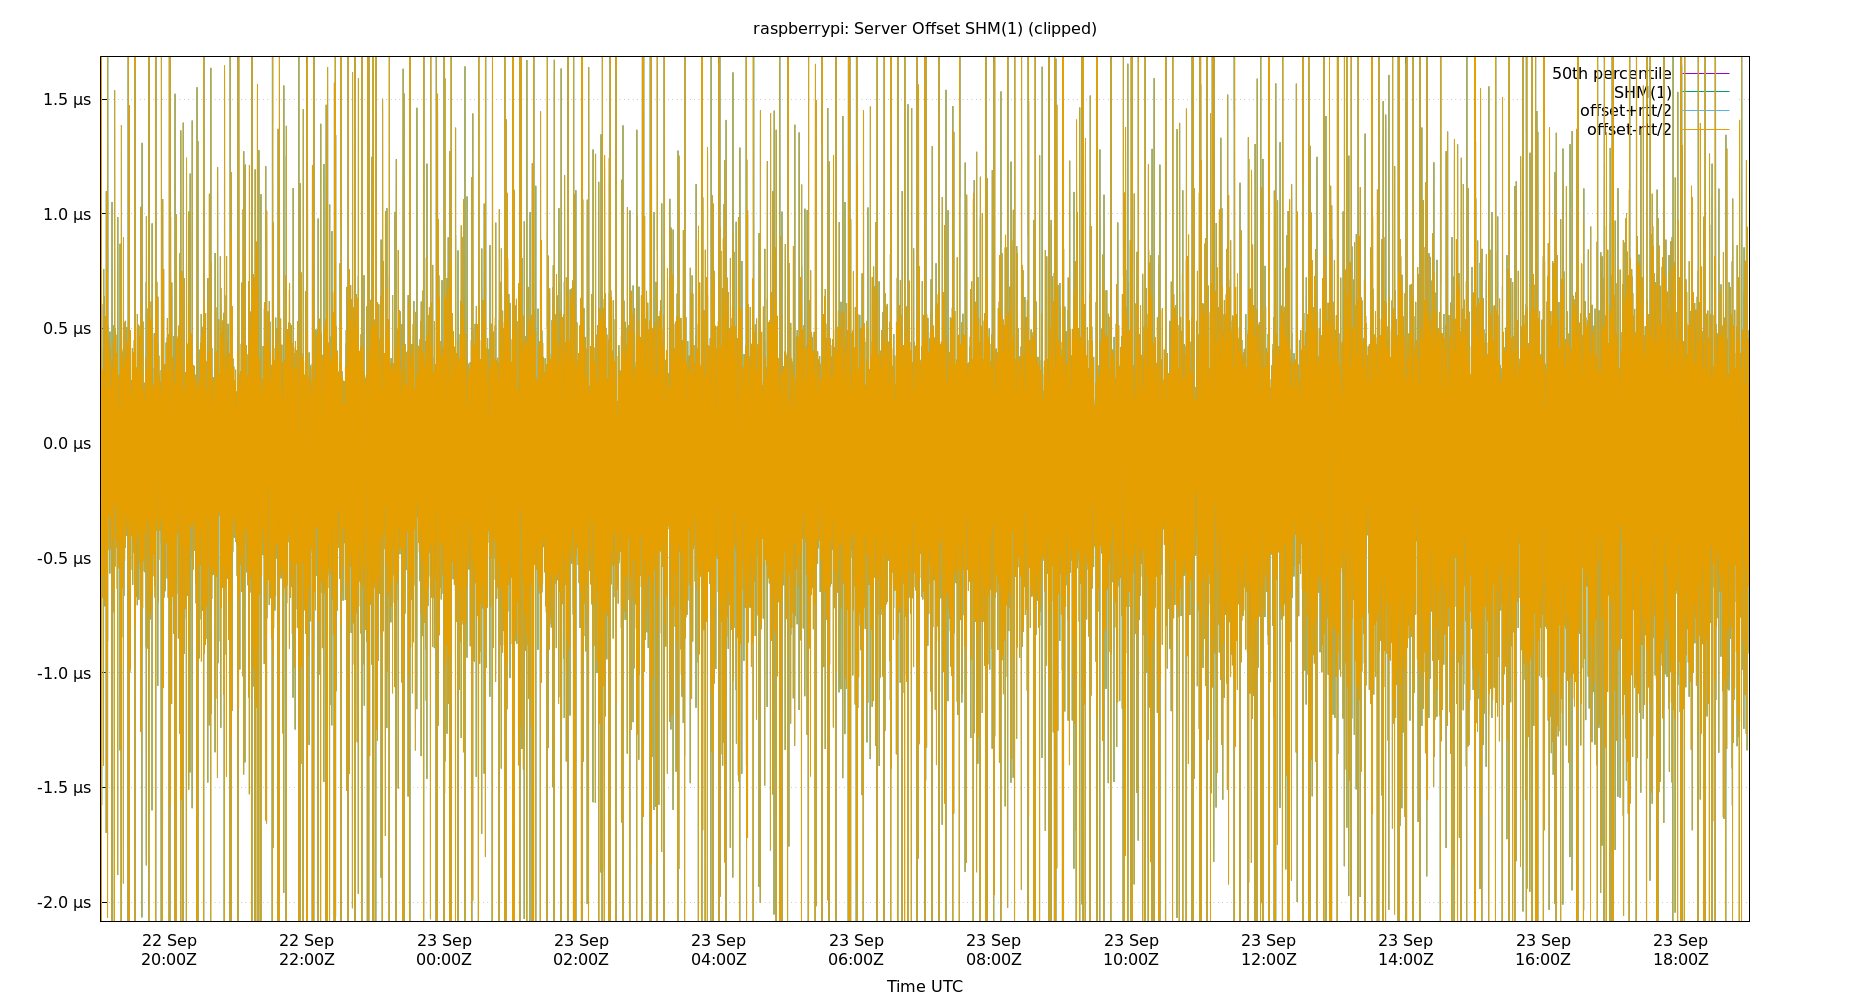 raspberrypi: Server Offset SHM(1) (clipped)
50th percentile
SHM(1)
offset+rtt/2
offset-rtt/2
1.5 µs
1.0 µs
0.5 µs
0.0 µs
-0.5 µs
-1.0 µs
-1.5 µs
-2.0 µs
22 Sep 22 Sep 23 Sep 23 Sep 23 Sep 23 Sep 23 Sep 23 Sep 23 Sep 23 Sep 23 Sep 23 Sep
20:00Z 22:00Z 00:00Z 02:00Z 04:00Z 06:00Z 08:00Z 10:00Z 12:00Z 14:00Z 16:00Z 18:00Z
Time UTC